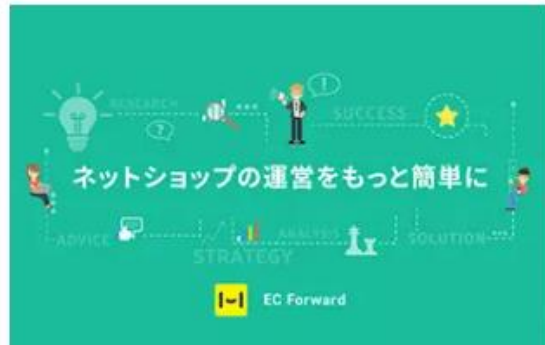 RESEARCH
SUCCESS
ネットショップの運営をもっと簡単に
ADVICE
STRATEGY
ANALYSIS
SOLUTION
EC Forward